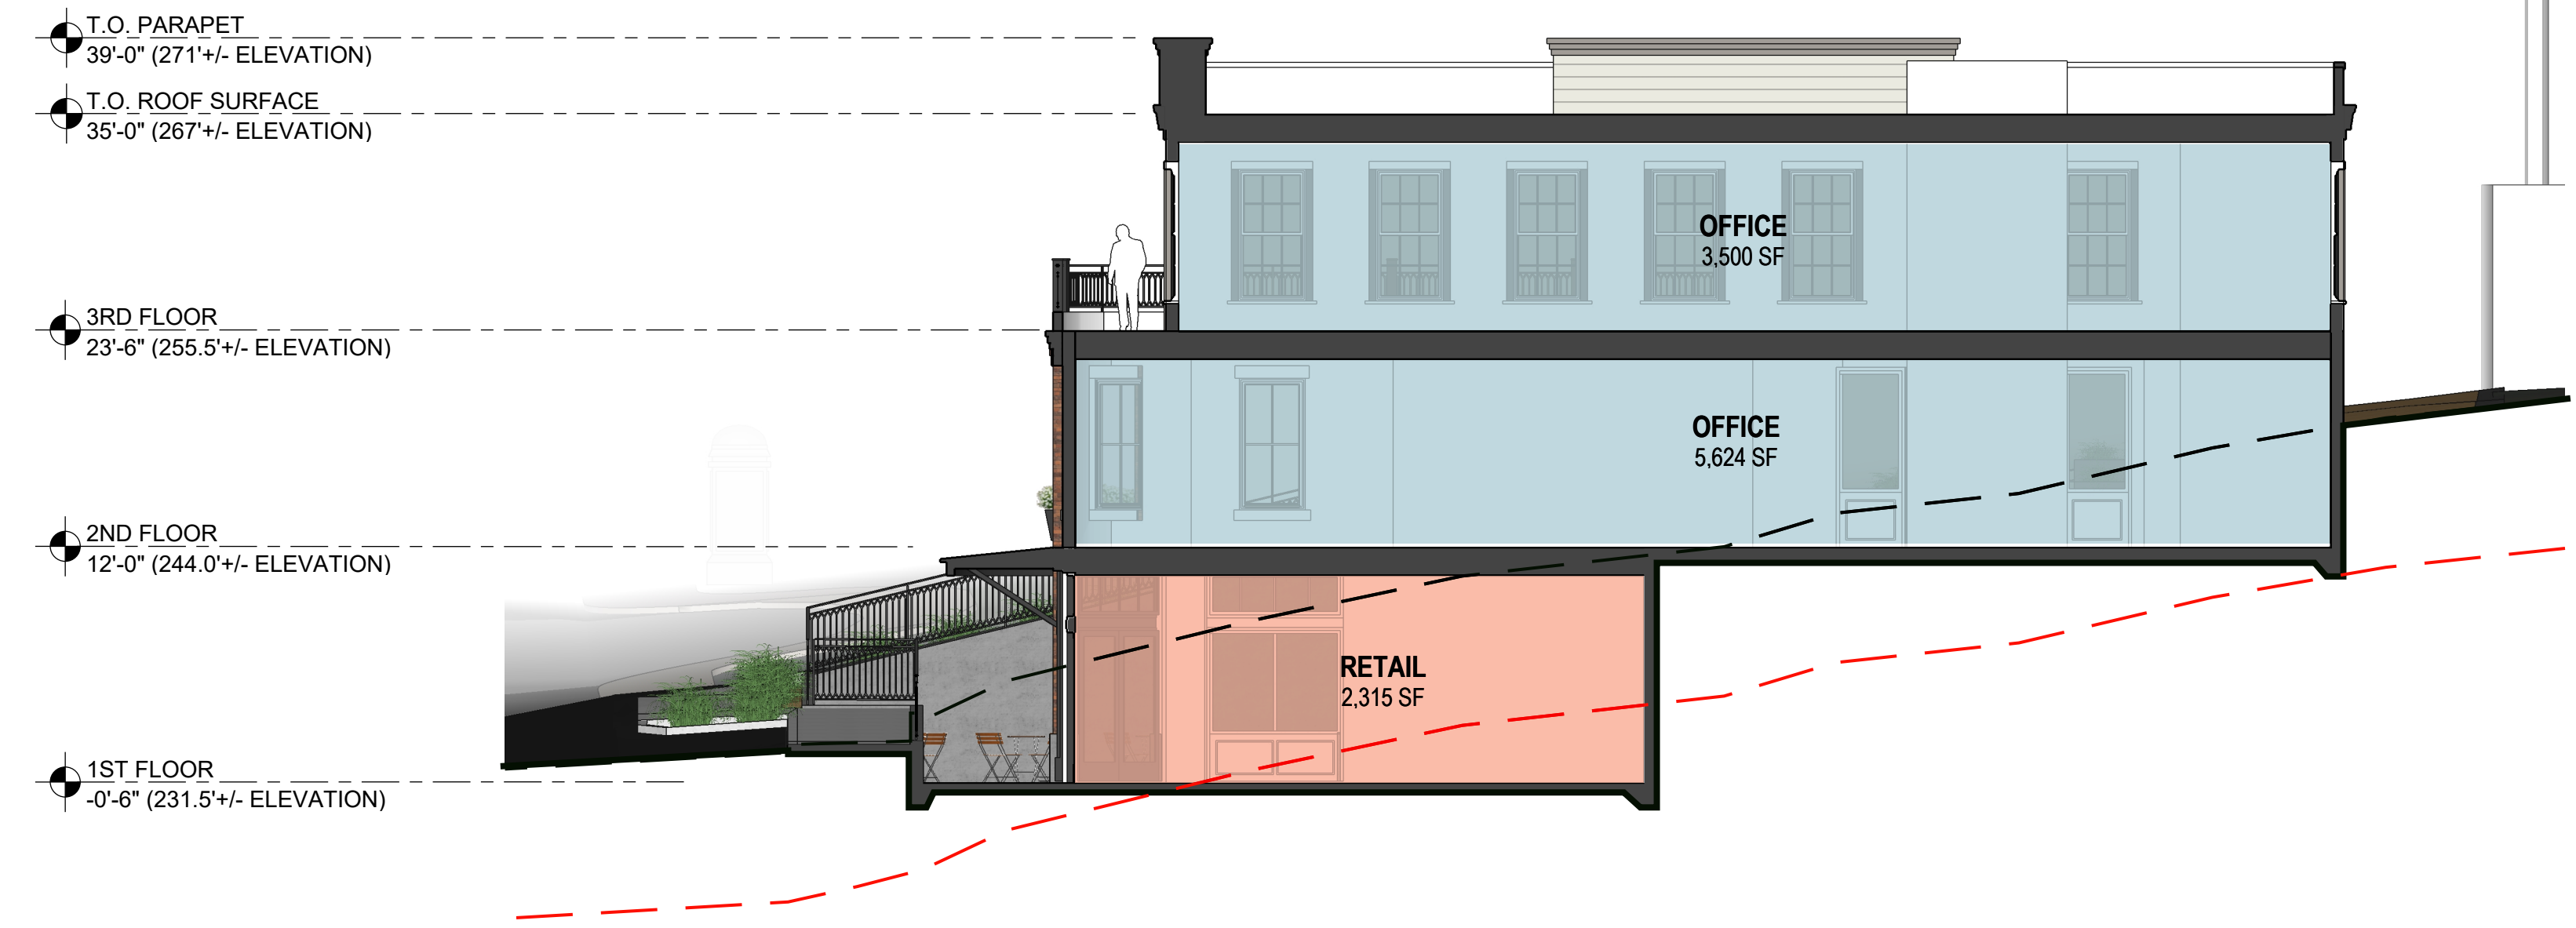 T.O. PARAPET
39'-0" (271'+/- ELEVATION)
T.O. ROOF SURFACE
35'-0" (267'+/- ELEVATION)
OFFICE
3,500 SF
3RD FLOOR
23'-6" (255.5'+/- ELEVATION)
OFFICE
5,624 SF
2ND FLOOR
12'-0" (244.0'+/- ELEVATION)
RETAIL
2,315 SF
1ST FLOOR
-0'-6" (231.5'+/- ELEVATION)